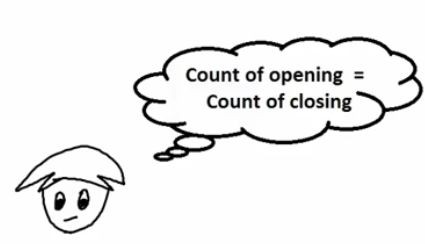 Count of opening =
Count of closing